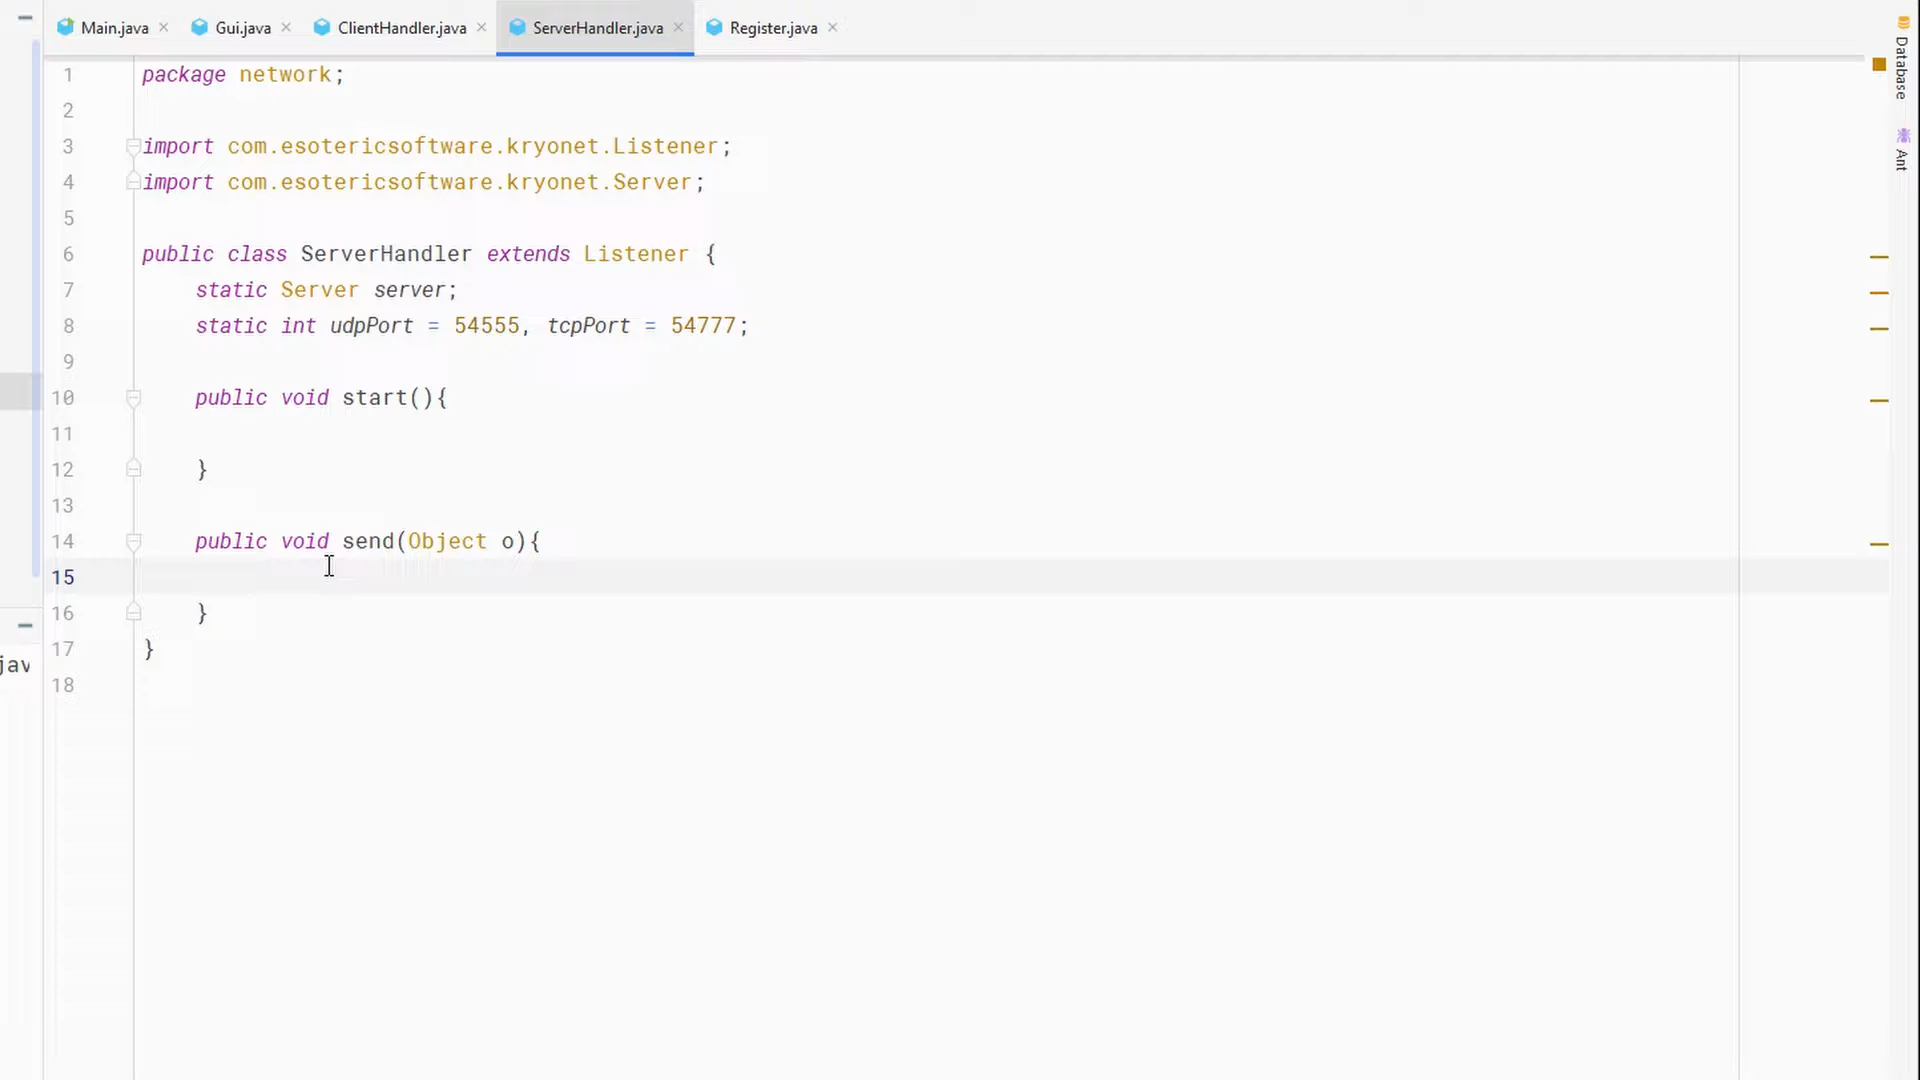 Main.java Gui.java ClientHandler.java ServerHandler.java Register.java
Database
Ant
jav
1 package network;
2
3 import com.esotericsoftware.kryonet.Listener;
4 import com.esotericsoftware.kryonet.Server;
5
6 public class ServerHandler extends Listener {
7 static Server server;
8 static int udpPort = 54555, tcpPort = 54777;
9
10 public void start(){
11
12 }
13
14 public void send(Object o){
15
16 }
17 }
18